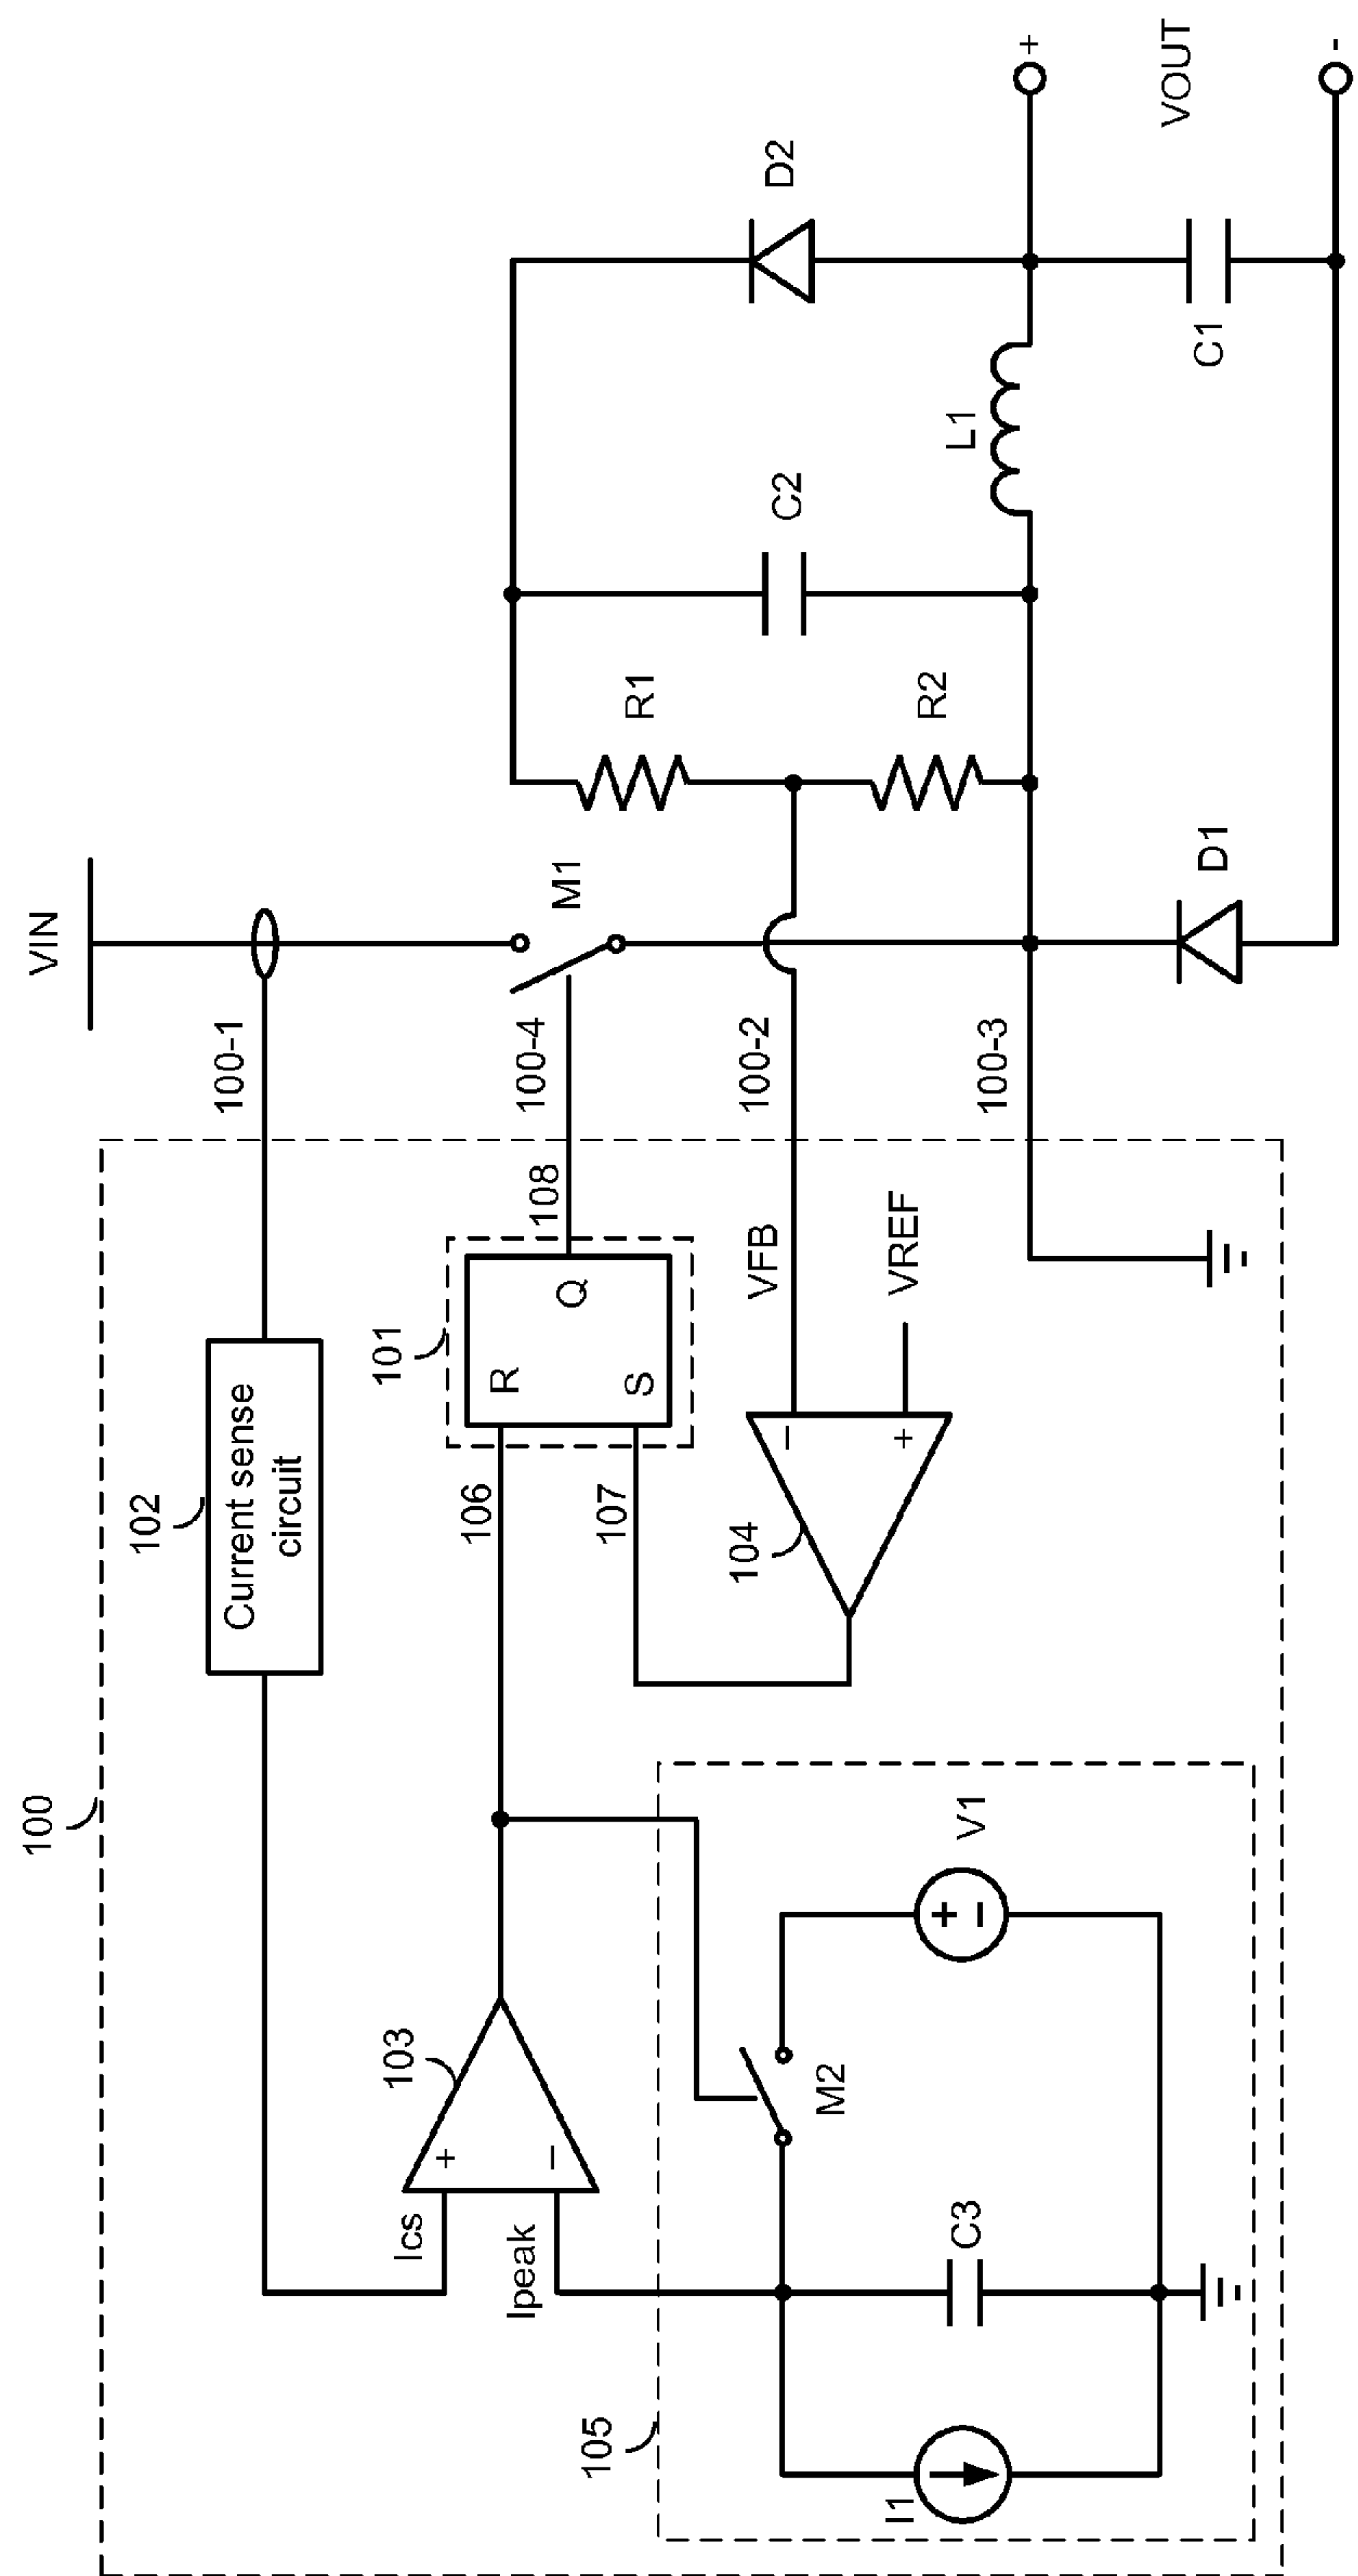 VIN
100
102
Current sense
circuit
100-1
103
+
−
Ics
Ipeak
106
101
R
Q
S
107
108
100-4
M1
R1
C2
D2
104
−
+
VFB
VREF
100-2
100-3
R2
L1
+
VOUT
-
C1
D1
105
I1
C3
M2
V1
+
−